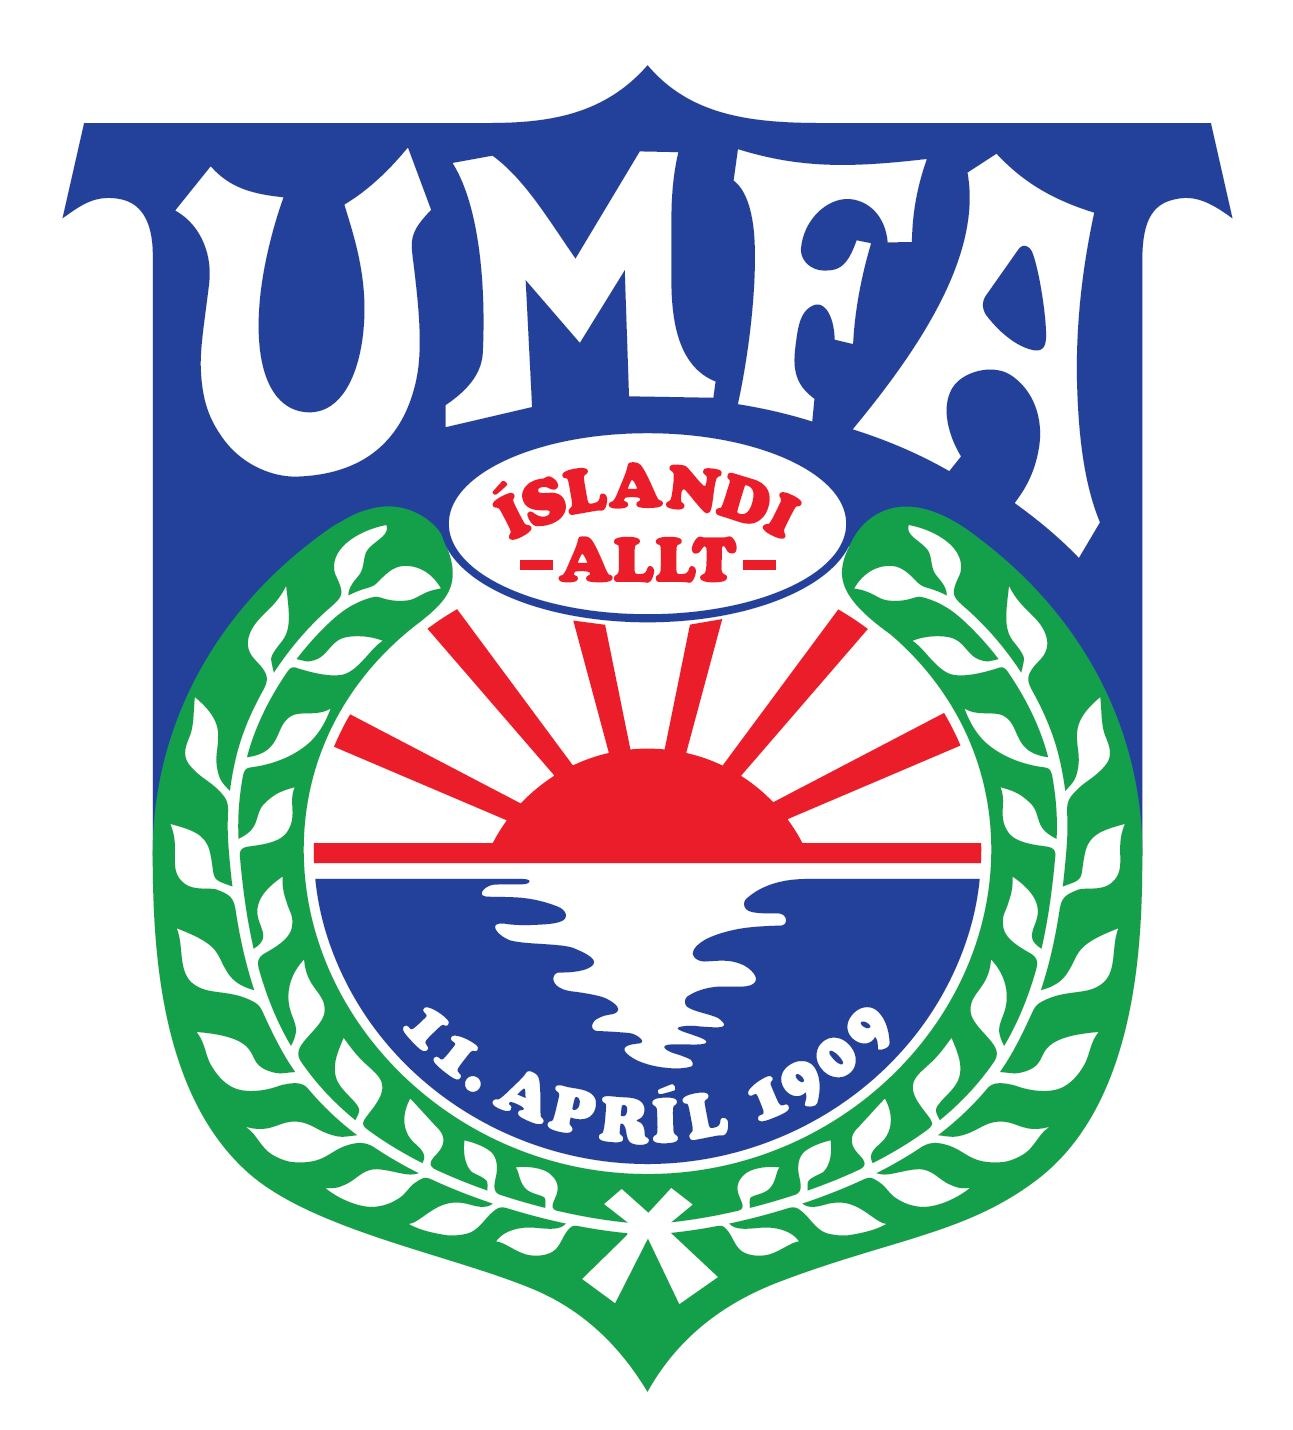 UMFA
ÍSLANDI
-ALLT-
11. APRÍL 1909